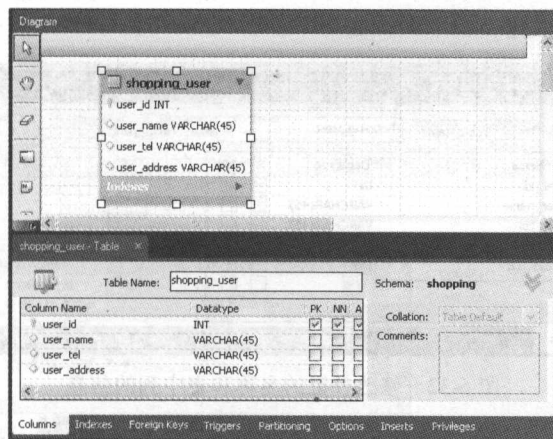 Diagram
shopping_user
user_id INT
user_name VARCHAR(45)
user_tel VARCHAR(45)
user_address VARCHAR(45)
Indexes
shopping_user - Table ×
Table Name: shopping_user Schema: shopping
Column Name Datatype PK NN A
user_id INT
user_name VARCHAR(45)
user_tel VARCHAR(45)
user_address VARCHAR(45)
Collation: Table Default
Comments:
Columns Indexes Foreign Keys Triggers Partitioning Options Inserts Privileges